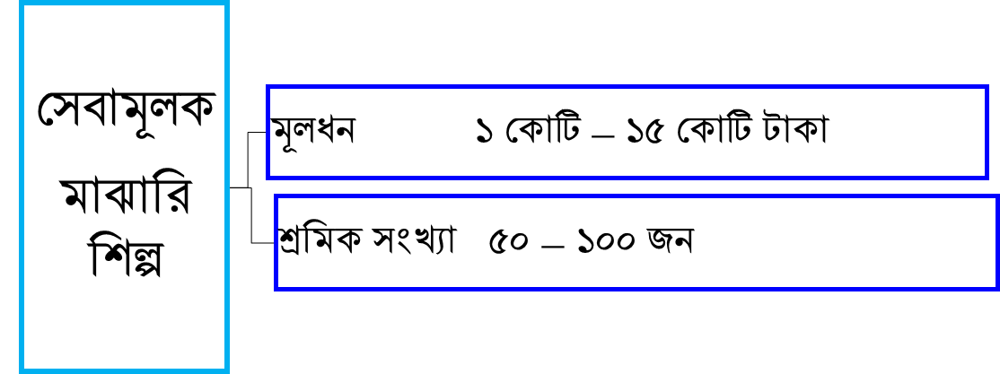 সেবামূলক
মাঝারি
শিল্প
মূলধন ১ কোটি – ১৫ কোটি টাকা
শ্রমিক সংখ্যা ৫০ – ১০০ জন